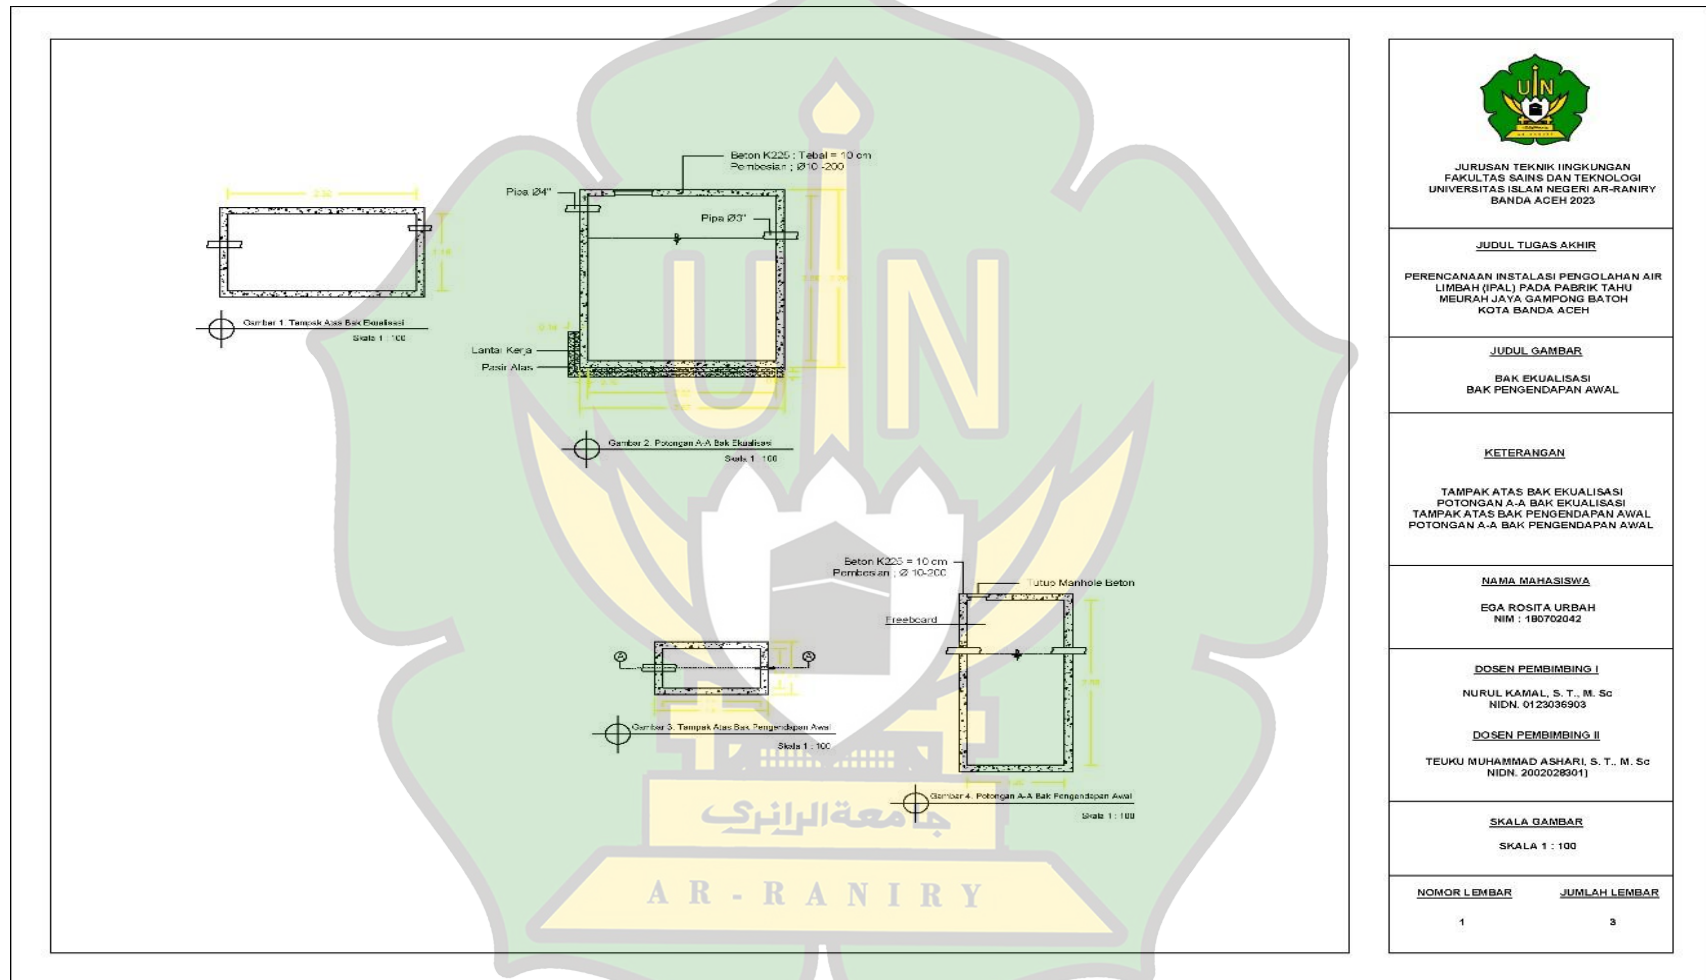 Beton K225 ; Tebal = 10 cm
Pembesian ; Ø10 -200
Pipa Ø4"
Pipa Ø3"
Lantai Kerja
Pasir Alas
Gambar 1. Tampak Atas Bak Ekualisasi
Skala 1 : 100
Gambar 2. Potongan A-A Bak Ekualisasi
Skala 1 : 100
Beton K225 = 10 cm
Pembesian ; Ø 10-200
Tutup Manhole Beton
Freeboard
A
A
Gambar 3. Tampak Atas Bak Pengendapan Awal
Skala 1 : 100
Gambar 4. Potongan A-A Bak Pengendapan Awal
Skala 1 : 100
UIN
جامعة الرانري
AR-RANIRY
UIN
AR-RANIRY
JURUSAN TEKNIK lINGKUNGAN
FAKULTAS SAINS DAN TEKNOLOGI
UNIVERSITAS ISLAM NEGERI AR-RANIRY
BANDA ACEH 2023
JUDUL TUGAS AKHIR
PERENCANAAN INSTALASI PENGOLAHAN AIR
LIMBAH (IPAL) PADA PABRIK TAHU
MEURAH JAYA GAMPONG BATOH
KOTA BANDA ACEH
JUDUL GAMBAR
BAK EKUALISASI
BAK PENGENDAPAN AWAL
KETERANGAN
TAMPAK ATAS BAK EKUALISASI
POTONGAN A-A BAK EKUALISASI
TAMPAK ATAS BAK PENGENDAPAN AWAL
POTONGAN A-A BAK PENGENDAPAN AWAL
NAMA MAHASISWA
EGA ROSITA URBAH
NIM : 180702042
DOSEN PEMBIMBING I
NURUL KAMAL, S. T., M. Sc
NIDN. 0123036903
DOSEN PEMBIMBING II
TEUKU MUHAMMAD ASHARI, S. T., M. Sc
NIDN. 2002028301)
SKALA GAMBAR
SKALA 1 : 100
NOMOR LEMBAR JUMLAH LEMBAR
1 3